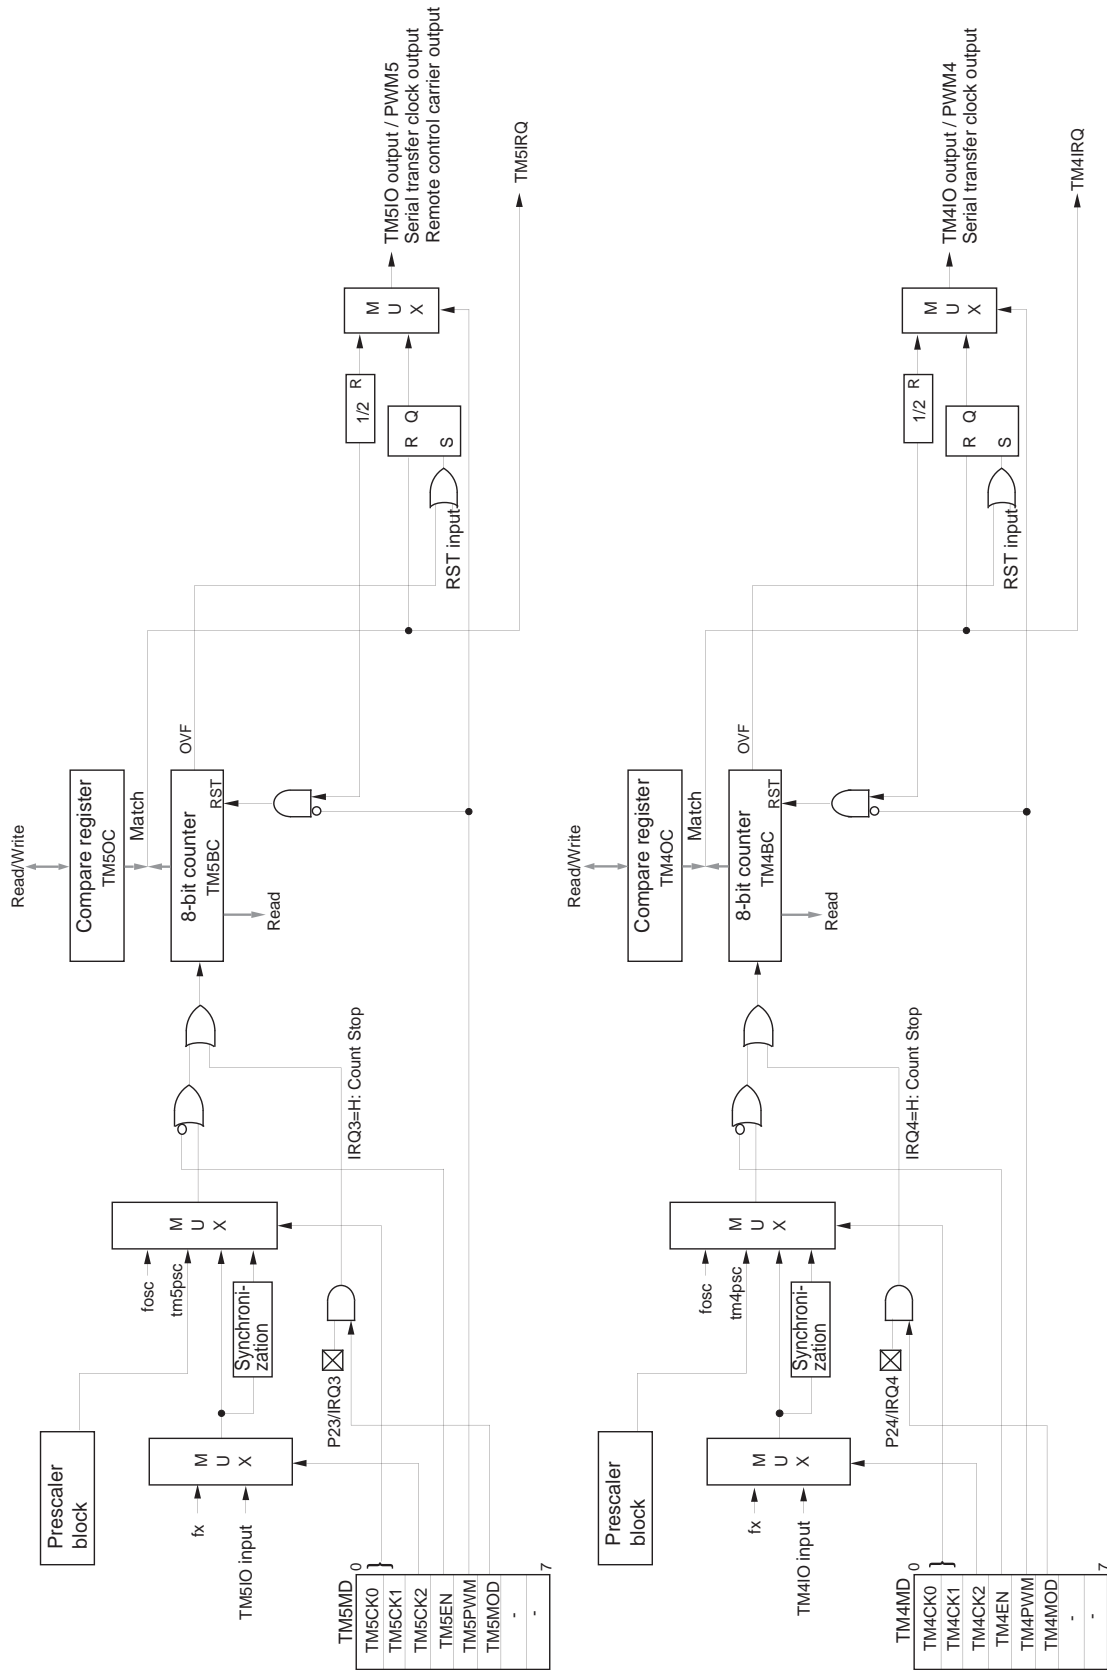 TM5MD
0
TM5CK0
TM5CK1
TM5CK2
TM5EN
TM5PWM
TM5MOD
-
-
7
Prescaler
block
fx
TM5IO input
M
U
X
P23/IRQ3
Synchroni-
zation
fosc
tm5psc
M
U
X
IRQ3=H: Count Stop
Read/Write
Compare register
TM5OC
Match
8-bit counter
TM5BC
RST
Read
OVF
RST input
1/2
R
R
Q
S
M
U
X
TM5IO output / PWM5
Serial transfer clock output
Remote control carrier output
TM5IRQ
TM4MD
0
TM4CK0
TM4CK1
TM4CK2
TM4EN
TM4PWM
TM4MOD
-
-
7
Prescaler
block
fx
TM4IO input
M
U
X
P24/IRQ4
Synchroni-
zation
fosc
tm4psc
M
U
X
IRQ4=H: Count Stop
Read/Write
Compare register
TM4OC
Match
8-bit counter
TM4BC
RST
Read
OVF
RST input
1/2
R
R
Q
S
M
U
X
TM4IO output / PWM4
Serial transfer clock output
TM4IRQ